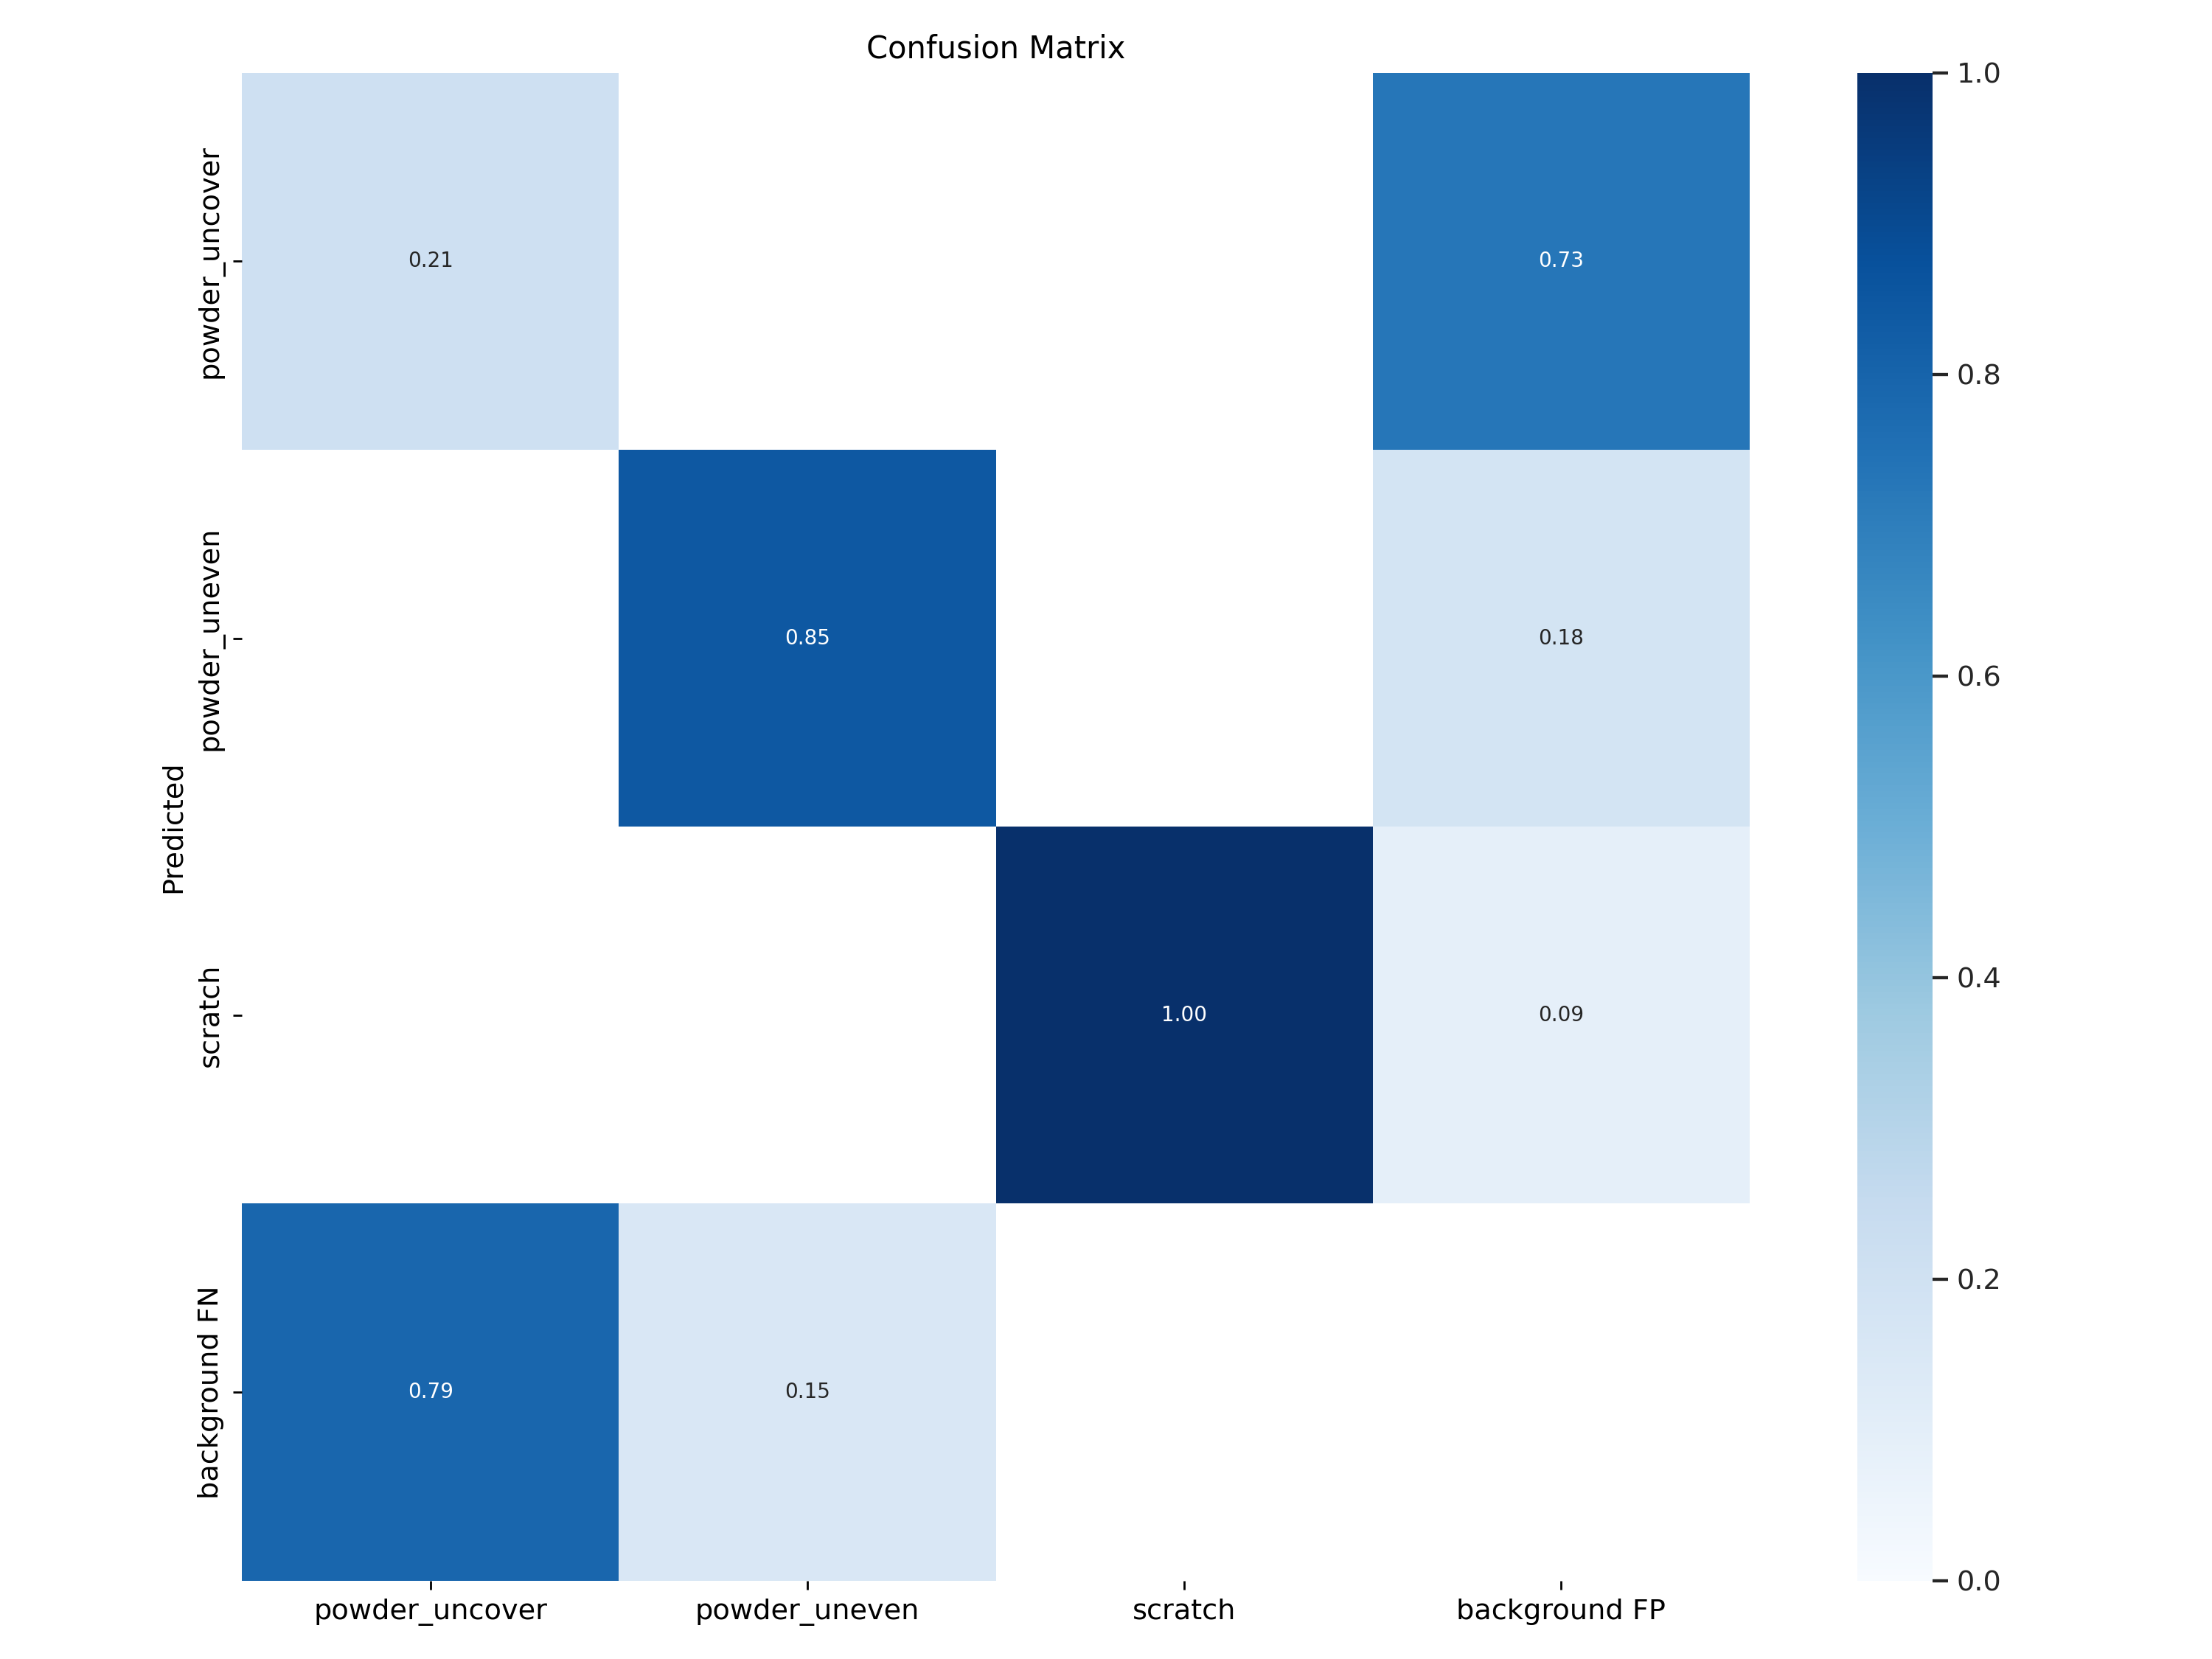 Confusion Matrix
Predicted
powder_uncover
powder_uneven
scratch
background FN
0.21
0.73
0.85
0.18
1.00
0.09
0.79
0.15
powder_uncover
powder_uneven
scratch
background FP
1.0
0.8
0.6
0.4
0.2
0.0